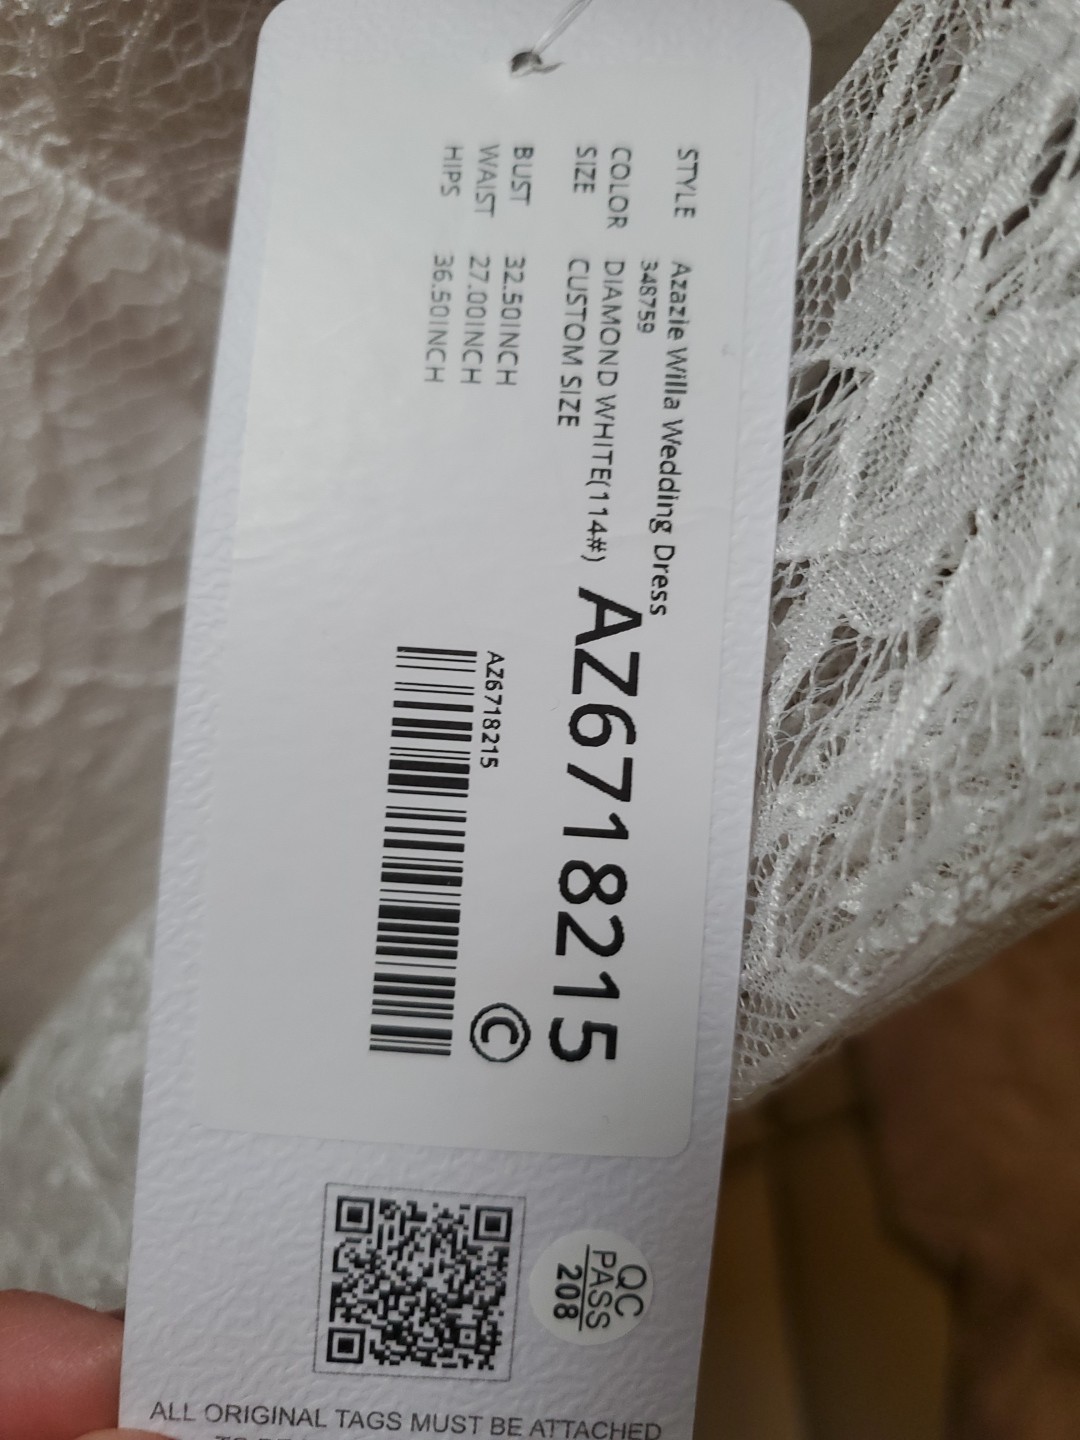 STYLE Azazie Willa Wedding Dress
348759
COLOR DIAMOND WHITE(114#)
SIZE CUSTOM SIZE
AZ6718215
BUST 32.50INCH
WAIST 27.00INCH
HIPS 36.50INCH
AZ6718215
©
QC
PASS
208
ALL ORIGINAL TAGS MUST BE ATTACHED